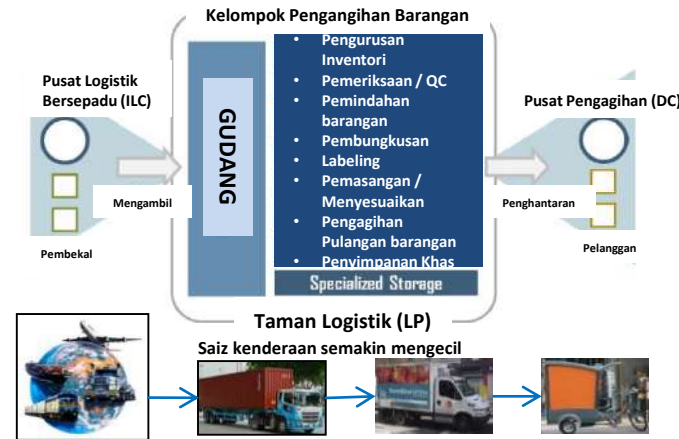 Kelompok Pengangihan Barangan
Pusat Logistik
Bersepadu (ILC)
Mengambil
Pembekal
GUDANG
• Pengurusan
Inventori
• Pemeriksaan / QC
• Pemindahan
barangan
• Pembungkusan
• Labeling
• Pemasangan /
Menyesuaikan
• Pengagihan
Pulangan barangan
• Penyimpanan Khas
Specialized Storage
Pusat Pengagihan (DC)
Penghantaran
Pelanggan
Taman Logistik (LP)
Saiz kenderaan semakin mengecil